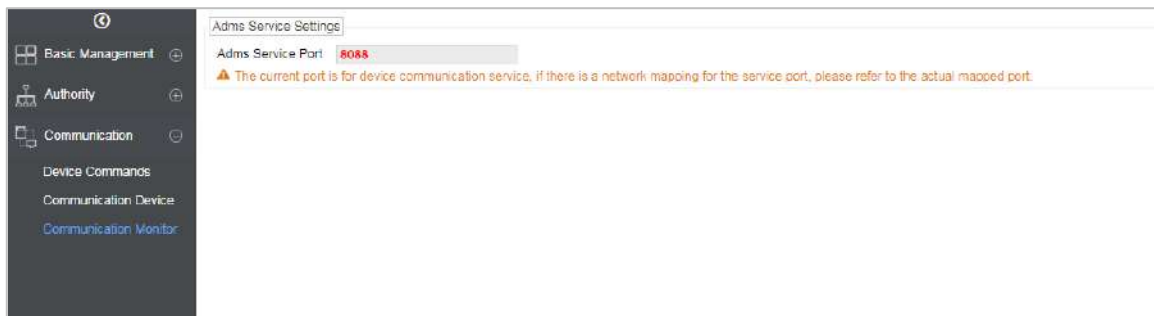 Basic Management
Authority
Communication
Device Commands
Communication Device
Communication Monitor
Adms Service Settings
Adms Service Port 8088
The current port is for device communication service, if there is a network mapping for the service port, please refer to the actual mapped port.